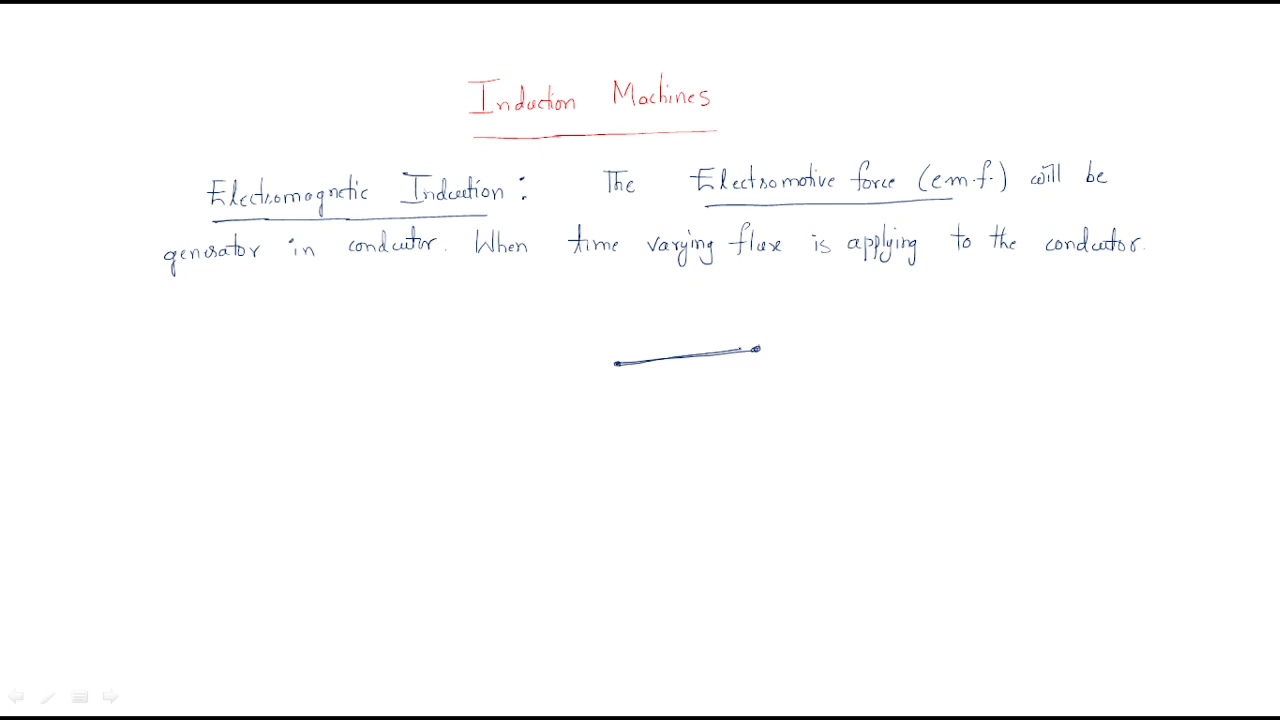 Induction Machines
Electromagnetic Induction : The Electromotive force (e.m.f.) will be
generator in conductor. When time varying flux is applying to the conductor.